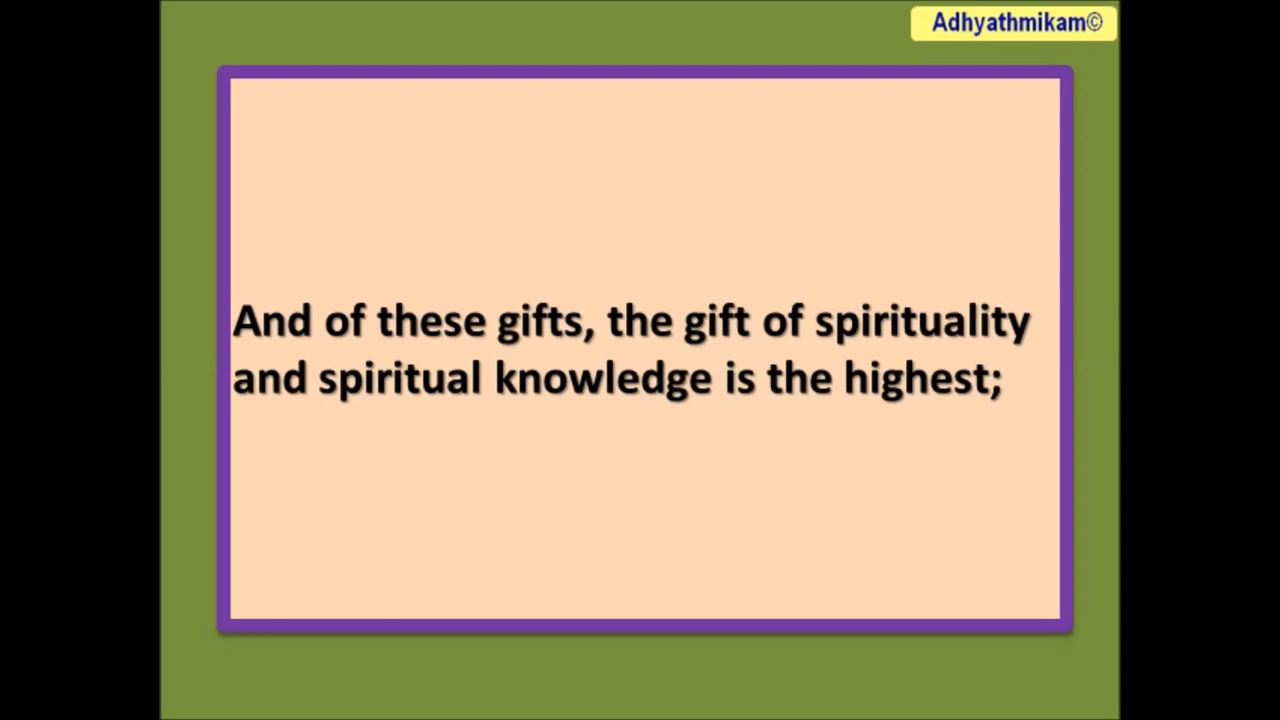 Adhyathmikam©
And of these gifts, the gift of spirituality
and spiritual knowledge is the highest;